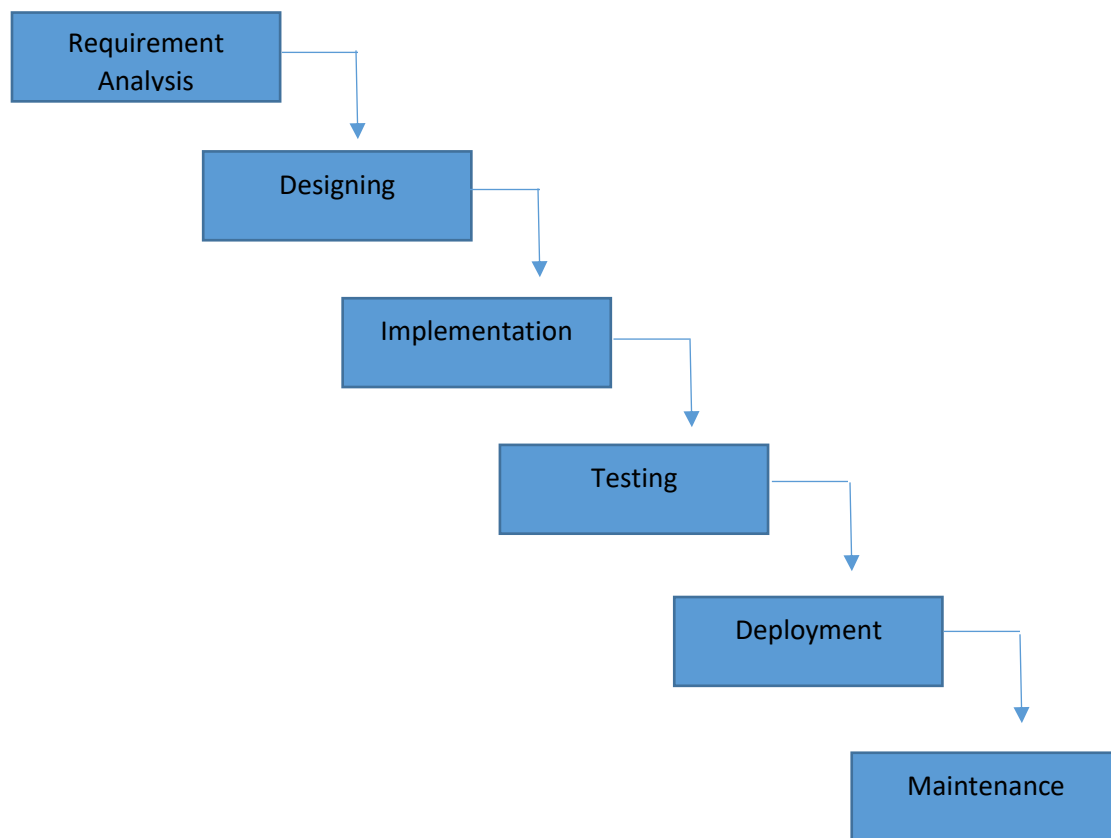 Requirement
Analysis
Designing
Implementation
Testing
Deployment
Maintenance